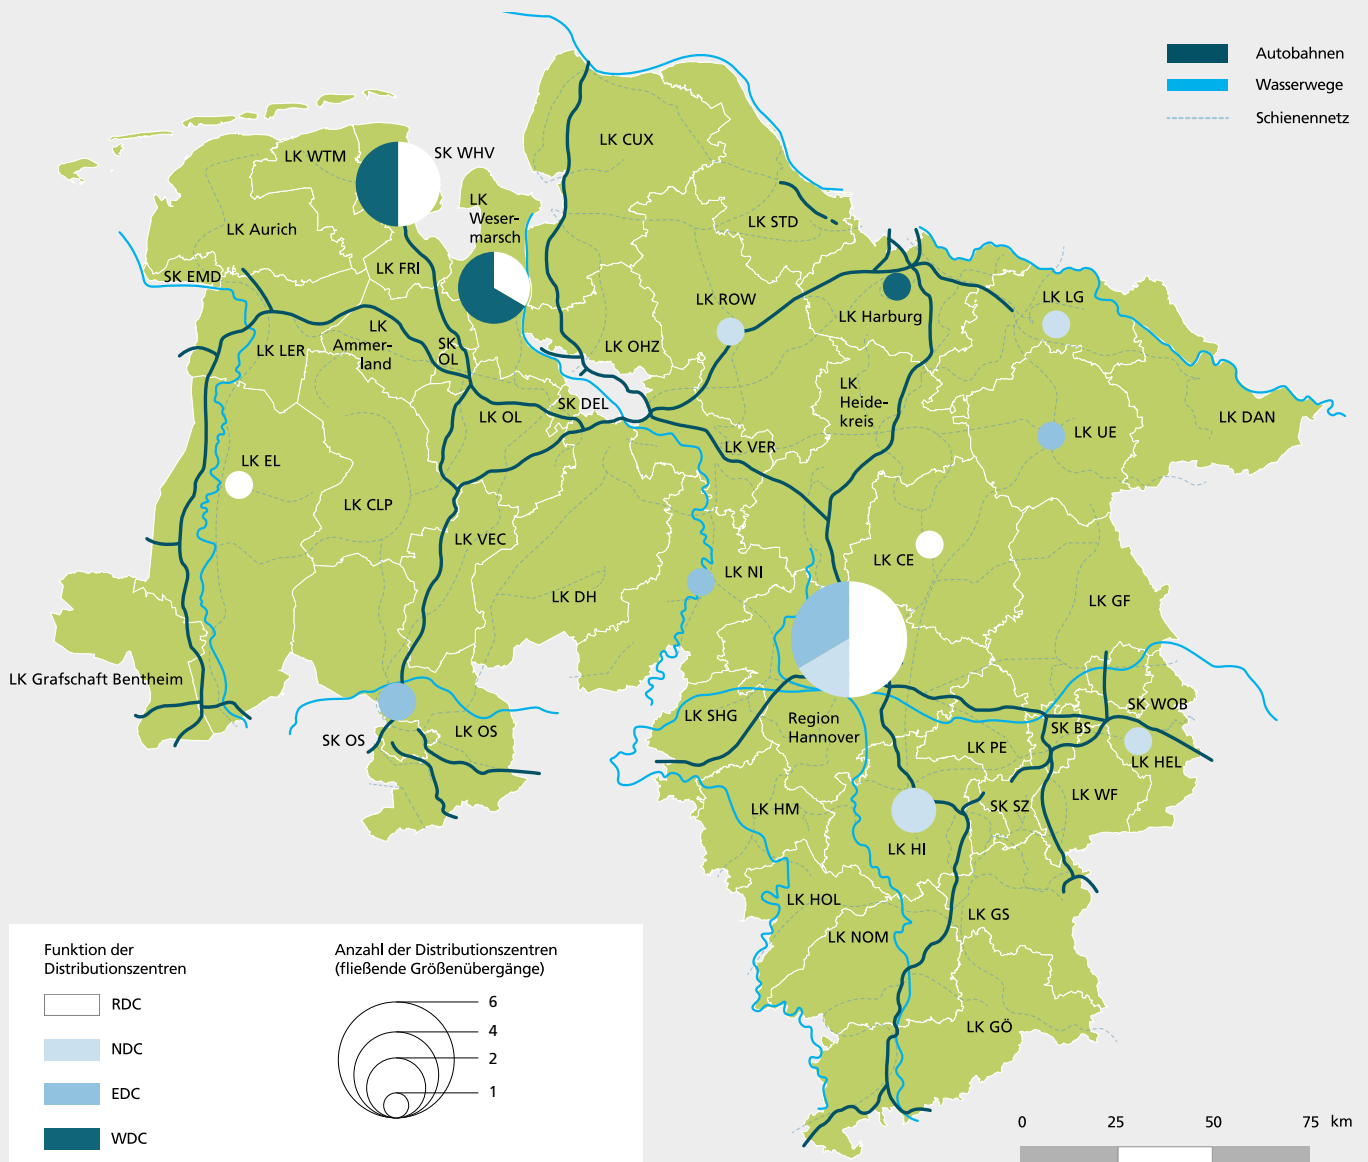 Autobahnen
Wasserwege
Schienennetz
LK CUX
SK WHV
LK WTM
LK
Weser-
marsch
LK STD
LK Aurich
LK FRI
SK EMD
LK ROW
LK LG
LK Harburg
LK
Ammer-
land
LK LER
SK
OL
LK OHZ
LK
Heide-
kreis
SK DEL
LK OL
LK DAN
LK UE
LK VER
LK EL
LK CLP
LK VEC
LK CE
LK NI
LK DH
LK GF
LK Grafschaft Bentheim
SK WOB
LK SHG
Region
Hannover
SK BS
LK OS
SK OS
LK PE
LK HEL
LK WF
SK SZ
LK HM
LK HI
LK HOL
LK GS
LK NOM
LK GÖ
Funktion der
Distributionszentren
RDC
NDC
EDC
WDC
Anzahl der Distributionszentren
(fließende Größenübergänge)
6
4
2
1
0 25 50 75 km